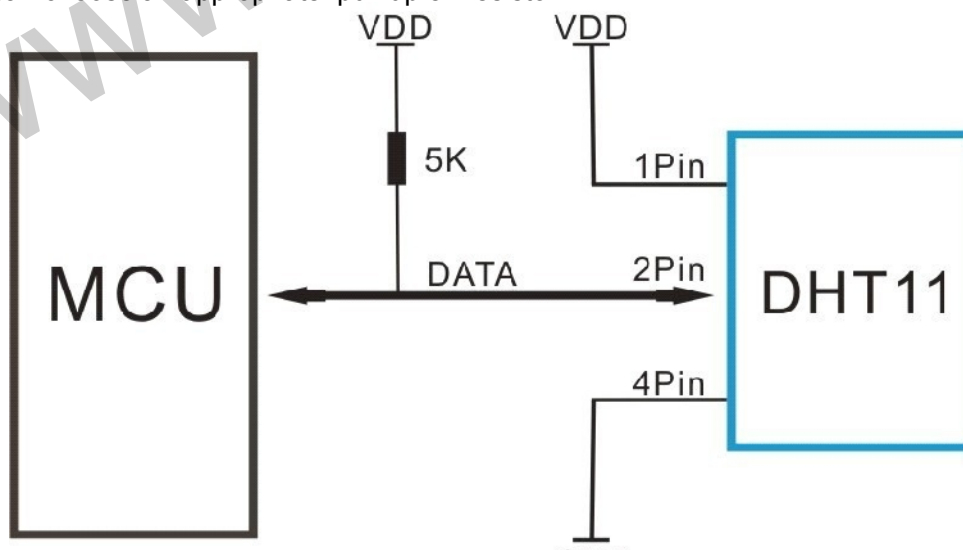 VDD
VDD
5K
1Pin
MCU
DATA
2Pin
DHT11
4Pin